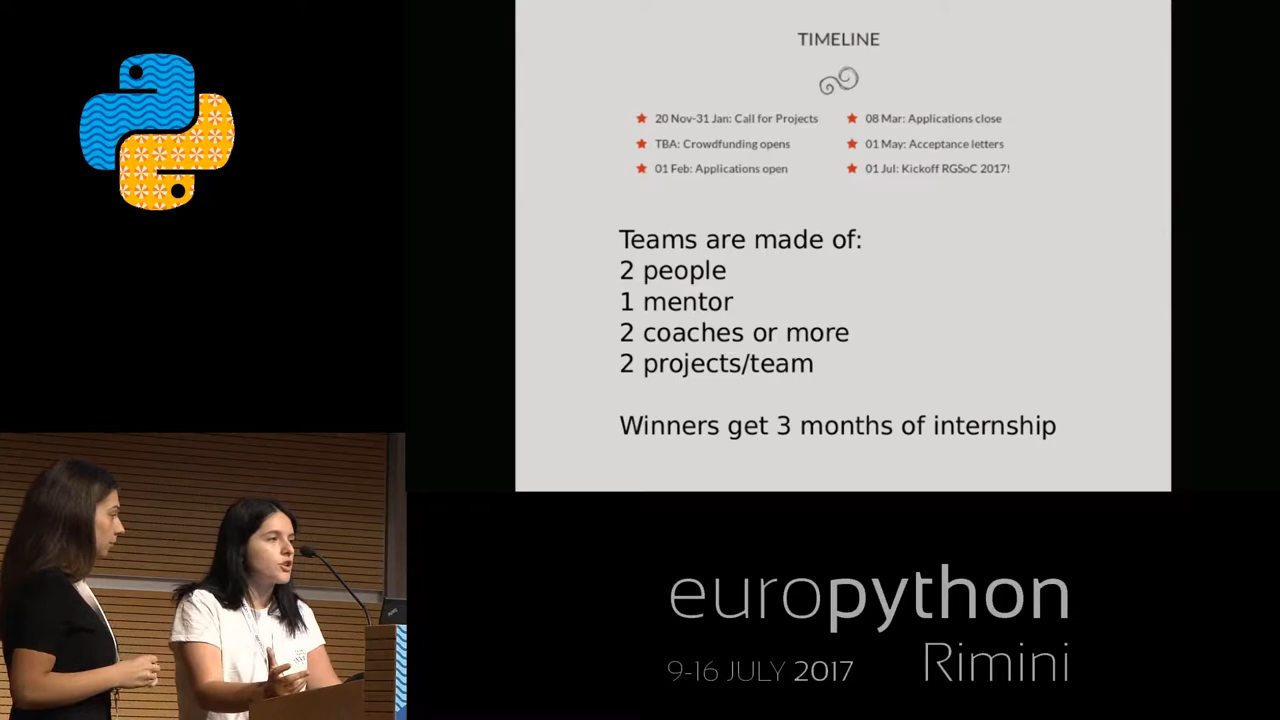 TIMELINE
20 Nov-31 Jan: Call for Projects
TBA: Crowdfunding opens
01 Feb: Applications open
08 Mar: Applications close
01 May: Acceptance letters
01 Jul: Kickoff RGSoC 2017!
Teams are made of:
2 people
1 mentor
2 coaches or more
2 projects/team
Winners get 3 months of internship
europython
Rimini
9-16 JULY 2017